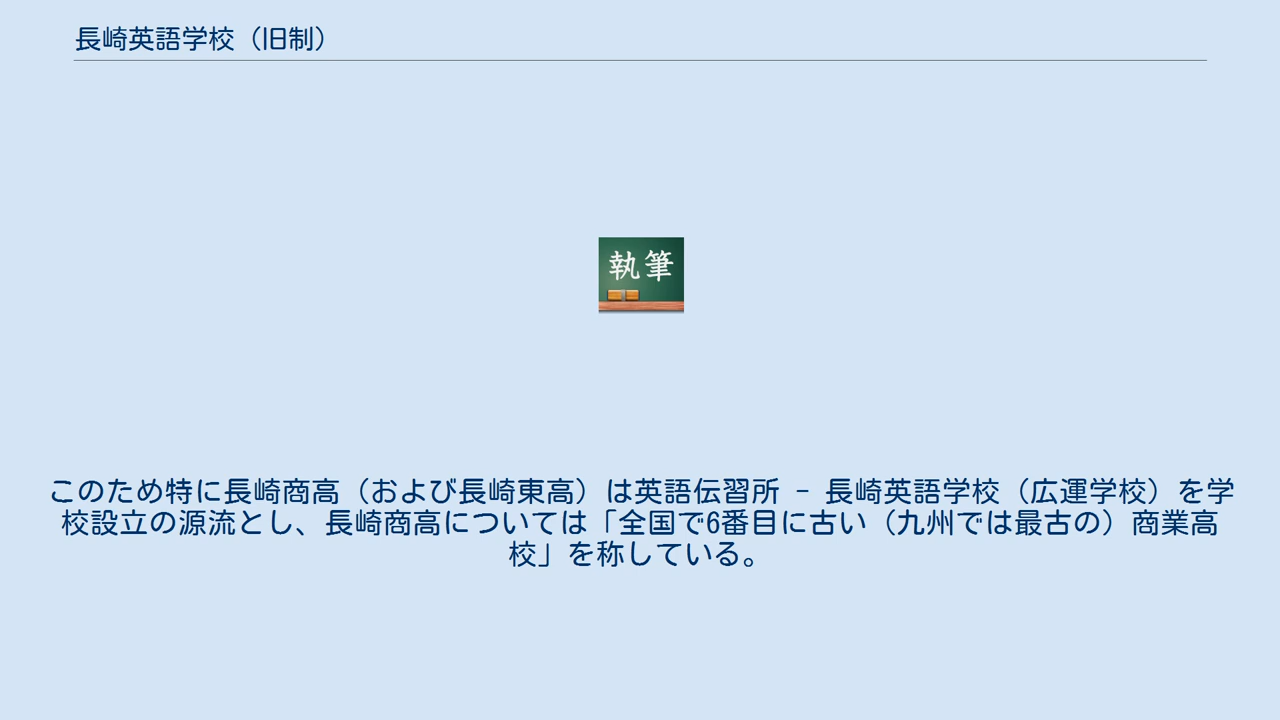 長崎英語学校（旧制）
執筆
このため特に長崎商高（および長崎東高）は英語伝習所 - 長崎英語学校（広運学校）を学
校設立の源流とし、長崎商高については「全国で6番目に古い（九州では最古の）商業高
校」を称している。